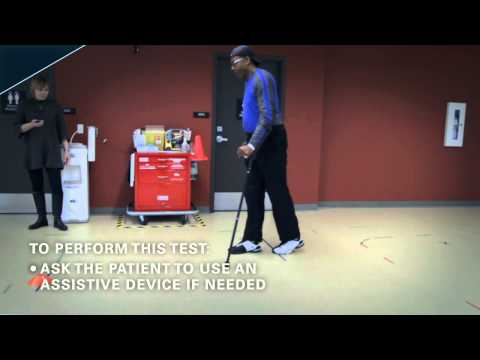 TO PERFORM THIS TEST:
• ASK THE PATIENT TO USE AN
ASSISTIVE DEVICE IF NEEDED